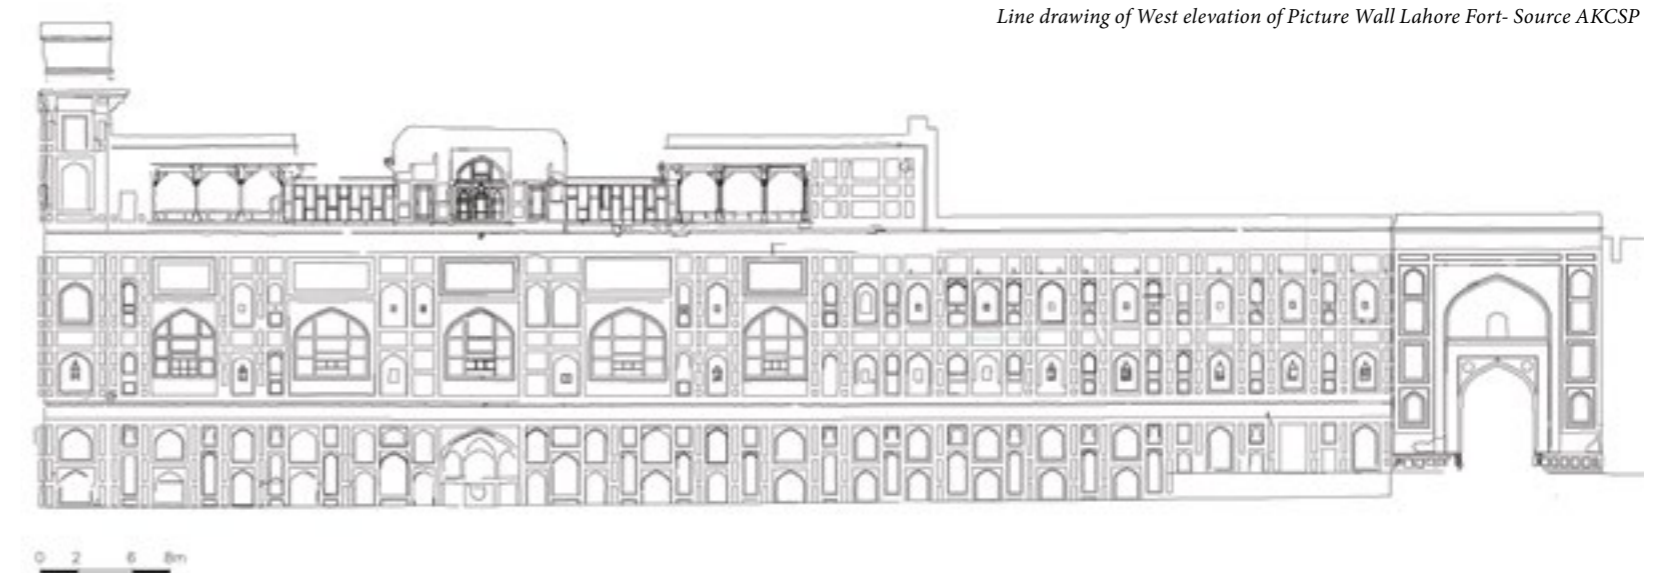 Line drawing of West elevation of Picture Wall Lahore Fort- Source AKCSP
0 2 6 8m